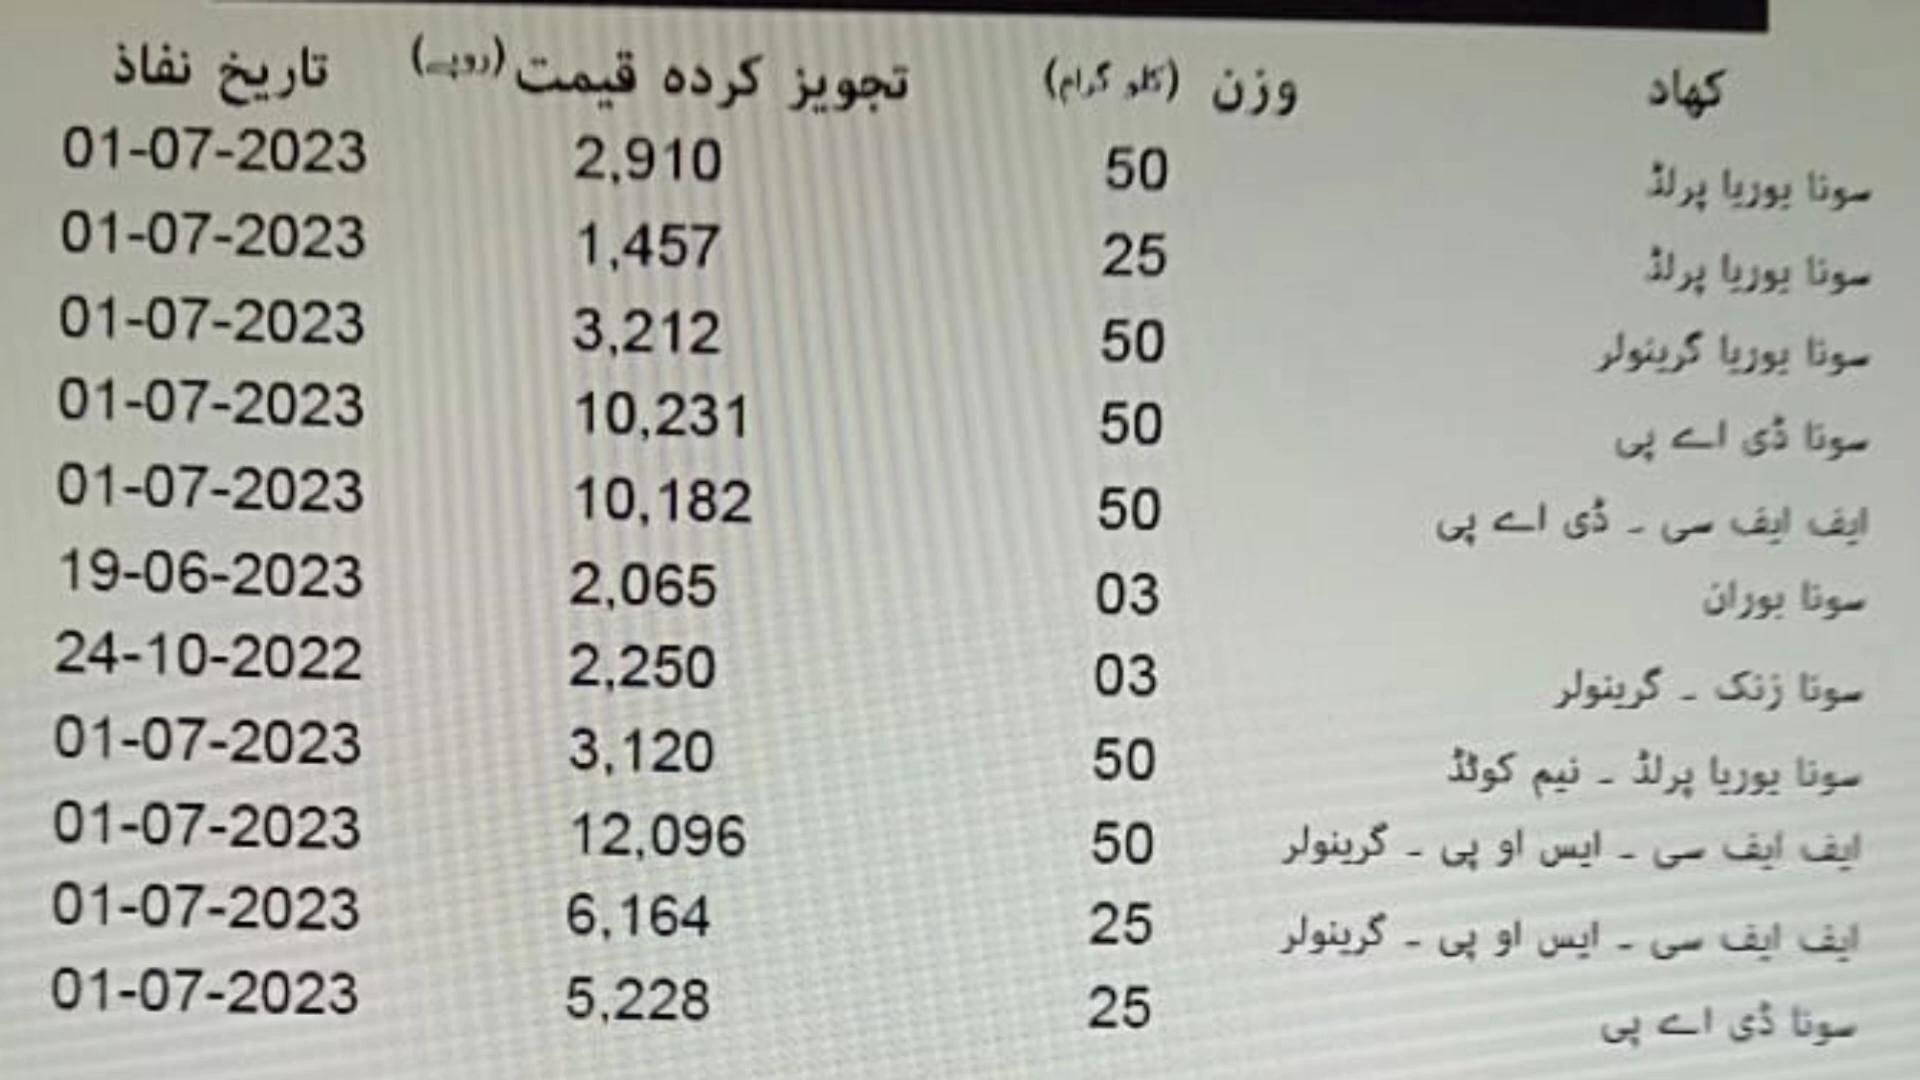 کھاد وزن (کلو گرام) تجویز کردہ قیمت (روپے) تاریخ نفاذ
سونا یوریا پرلڈ 50 2,910 01-07-2023
سونا یوریا پرلڈ 25 1,457 01-07-2023
سونا یوریا گرینولر 50 3,212 01-07-2023
سونا ڈی اے پی 50 10,231 01-07-2023
ایف ایف سی ۔ ڈی اے پی 50 10,182 01-07-2023
سونا بوران 03 2,065 19-06-2023
سونا زنک ۔ گرینولر 03 2,250 24-10-2022
سونا یوریا پرلڈ ۔ نیم کوٹڈ 50 3,120 01-07-2023
ایف ایف سی ۔ ایس او پی ۔ گرینولر 50 12,096 01-07-2023
ایف ایف سی ۔ ایس او پی ۔ گرینولر 25 6,164 01-07-2023
سونا ڈی اے پی 25 5,228 01-07-2023